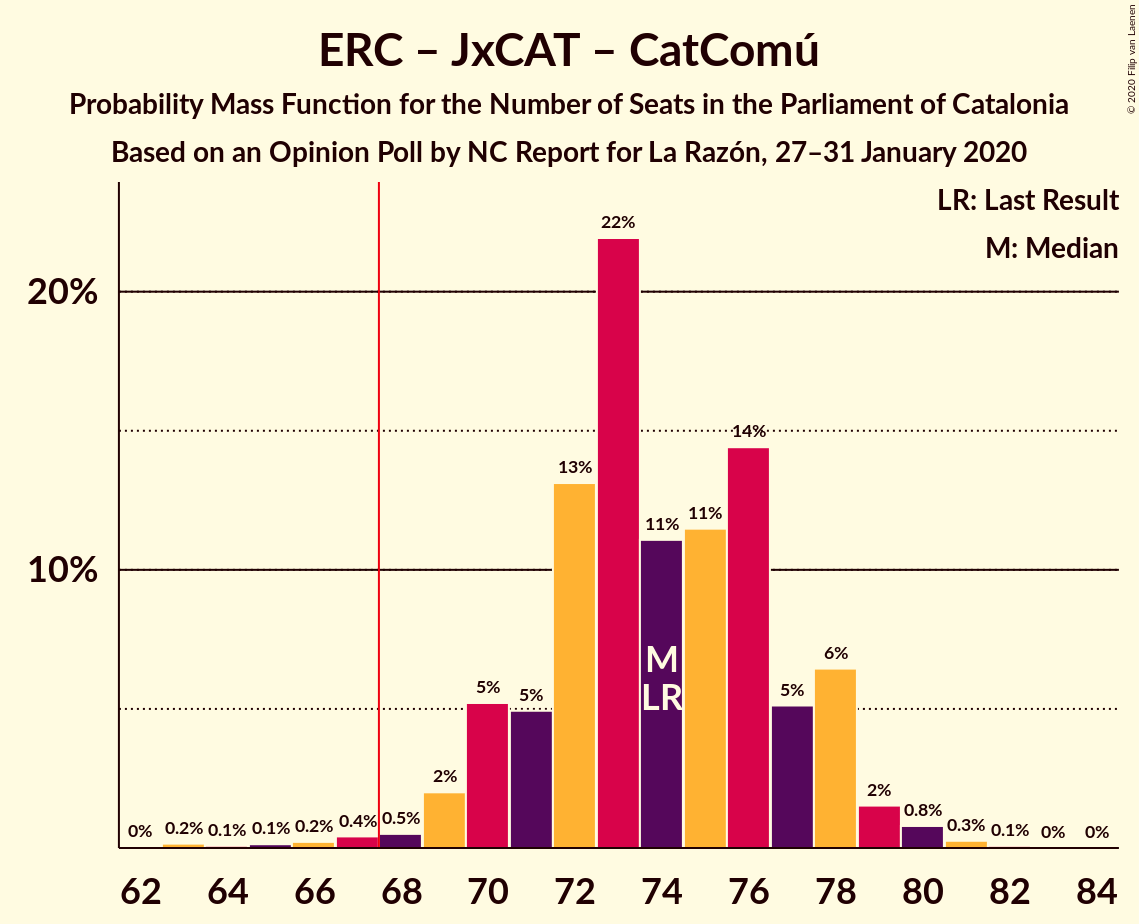 ERC – JxCAT – CatComú
Probability Mass Function for the Number of Seats in the Parliament of Catalonia
Based on an Opinion Poll by NC Report for La Razón, 27–31 January 2020
© 2020 Filip van Laenen
LR: Last Result
M: Median
20%
10%
0% 0.2% 0.1% 0.1% 0.2% 0.4% 0.5% 2% 5% 5% 13% 22% 11% 11% 14% 5% 6% 2% 0.8% 0.3% 0.1% 0% 0%
M
LR
62 64 66 68 70 72 74 76 78 80 82 84